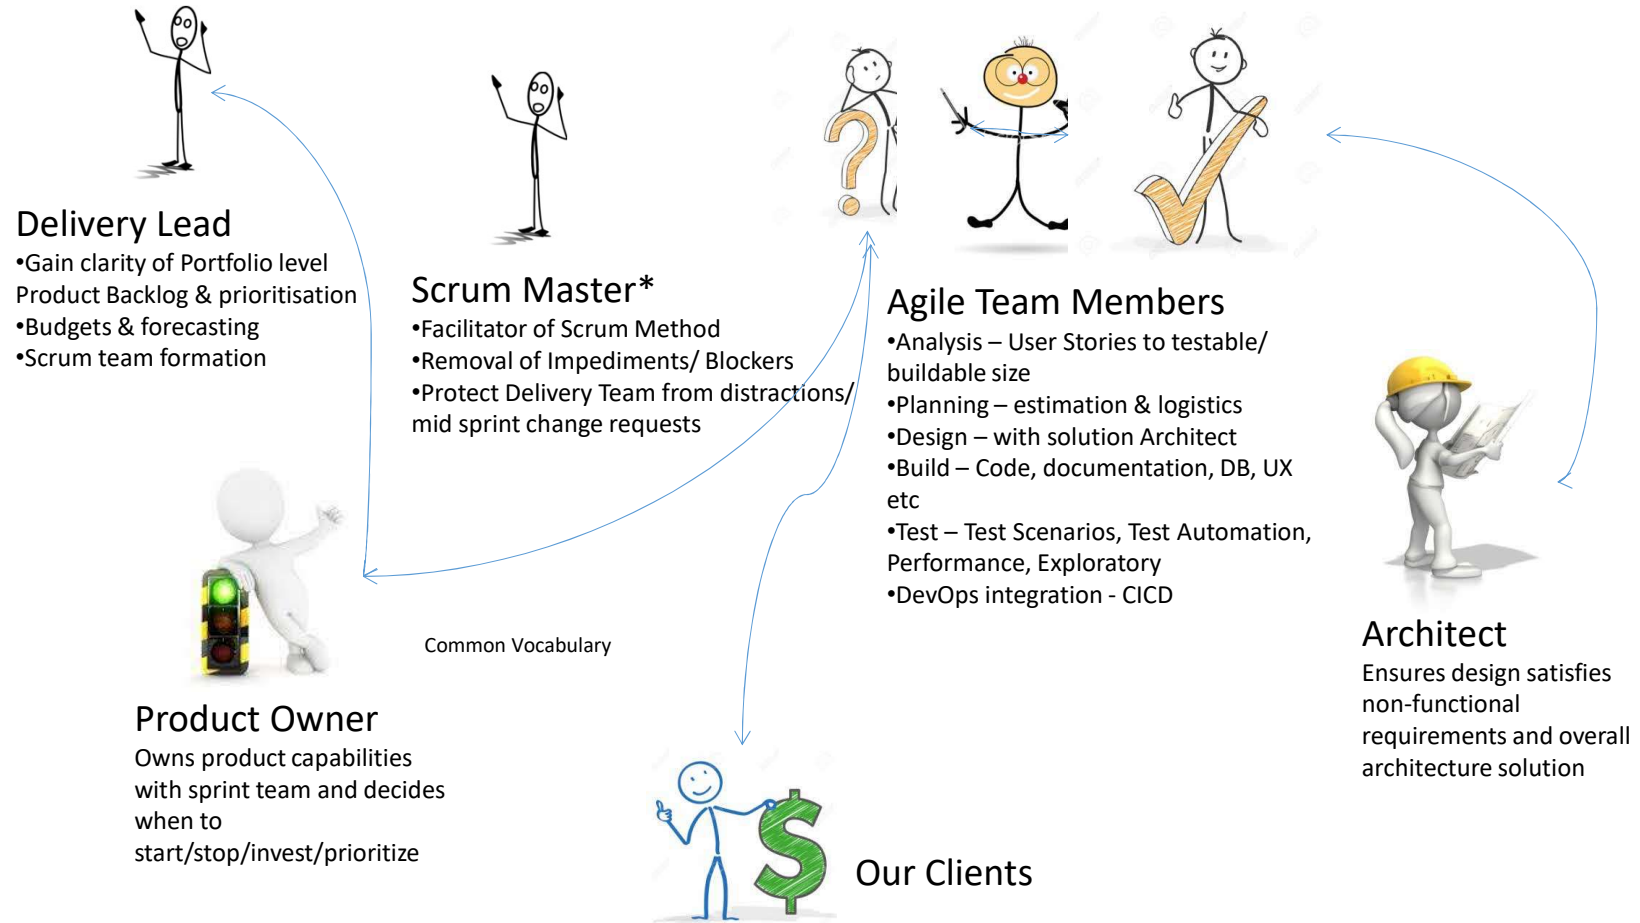 Delivery Lead
•Gain clarity of Portfolio level
Product Backlog & prioritisation
•Budgets & forecasting
•Scrum team formation
Scrum Master*
•Facilitator of Scrum Method
•Removal of Impediments/ Blockers
•Protect Delivery Team from distractions/
mid sprint change requests
Agile Team Members
•Analysis – User Stories to testable/
buildable size
•Planning – estimation & logistics
•Design – with solution Architect
•Build – Code, documentation, DB, UX
etc
•Test – Test Scenarios, Test Automation,
Performance, Exploratory
•DevOps integration - CICD
Architect
Ensures design satisfies
non-functional
requirements and overall
architecture solution
Common Vocabulary
Product Owner
Owns product capabilities
with sprint team and decides
when to
start/stop/invest/prioritize
$
Our Clients